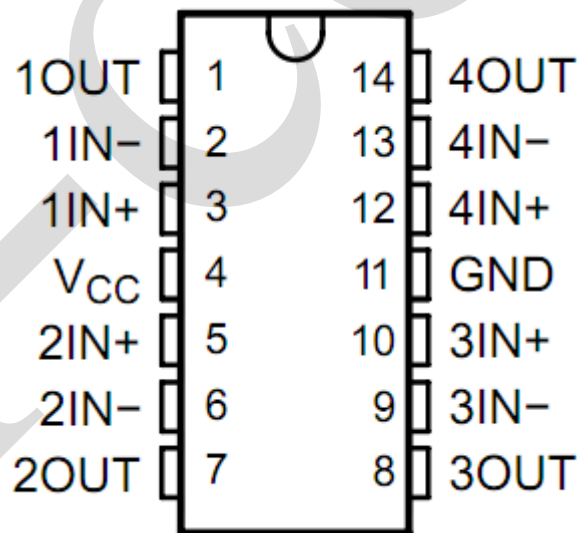 1OUT 1 14 4OUT
1IN− 2 13 4IN−
1IN+ 3 12 4IN+
VCC 4 11 GND
2IN+ 5 10 3IN+
2IN− 6 9 3IN−
2OUT 7 8 3OUT